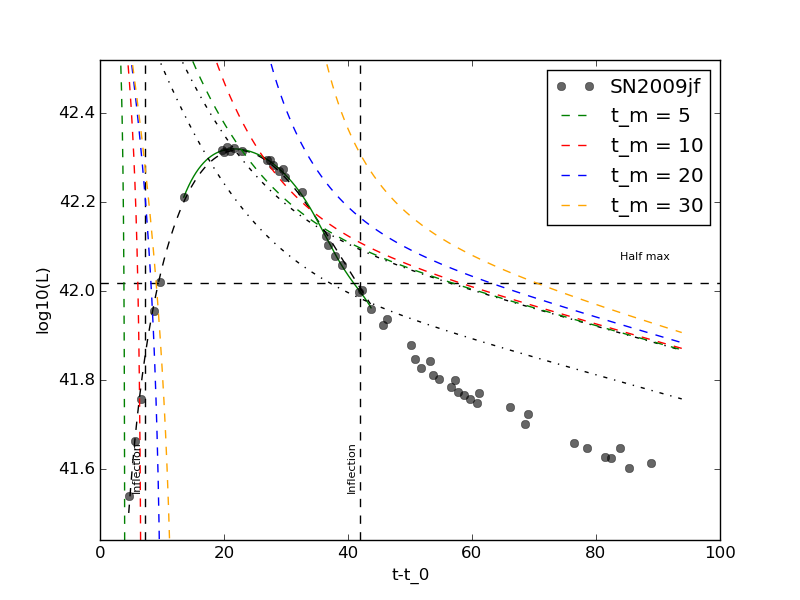 SN2009jf
t_m = 5
t_m = 10
t_m = 20
t_m = 30
Half max
Inflection
Inflection
42.4
42.2
42.0
41.8
41.6
log10(L)
0
20
40
60
80
100
t-t_0